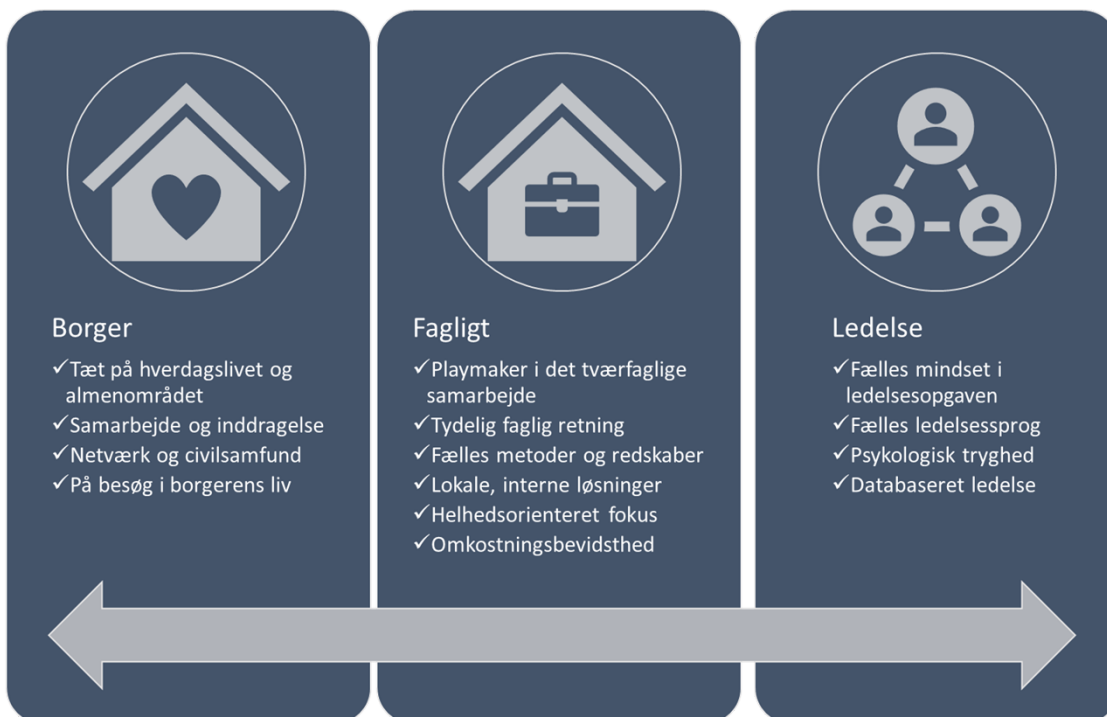 Borger
✓Tæt på hverdagslivet og
almenområdet
✓Samarbejde og inddragelse
✓Netværk og civilsamfund
✓På besøg i borgerens liv
Fagligt
✓Playmaker i det tværfaglige
samarbejde
✓Tydelig faglig retning
✓Fælles metoder og redskaber
✓Lokale, interne løsninger
✓Helhedsorienteret fokus
✓Omkostningsbevidsthed
Ledelse
✓Fælles mindset i
ledelsesopgaven
✓Fælles ledelsessprog
✓Psykologisk tryghed
✓Databaseret ledelse